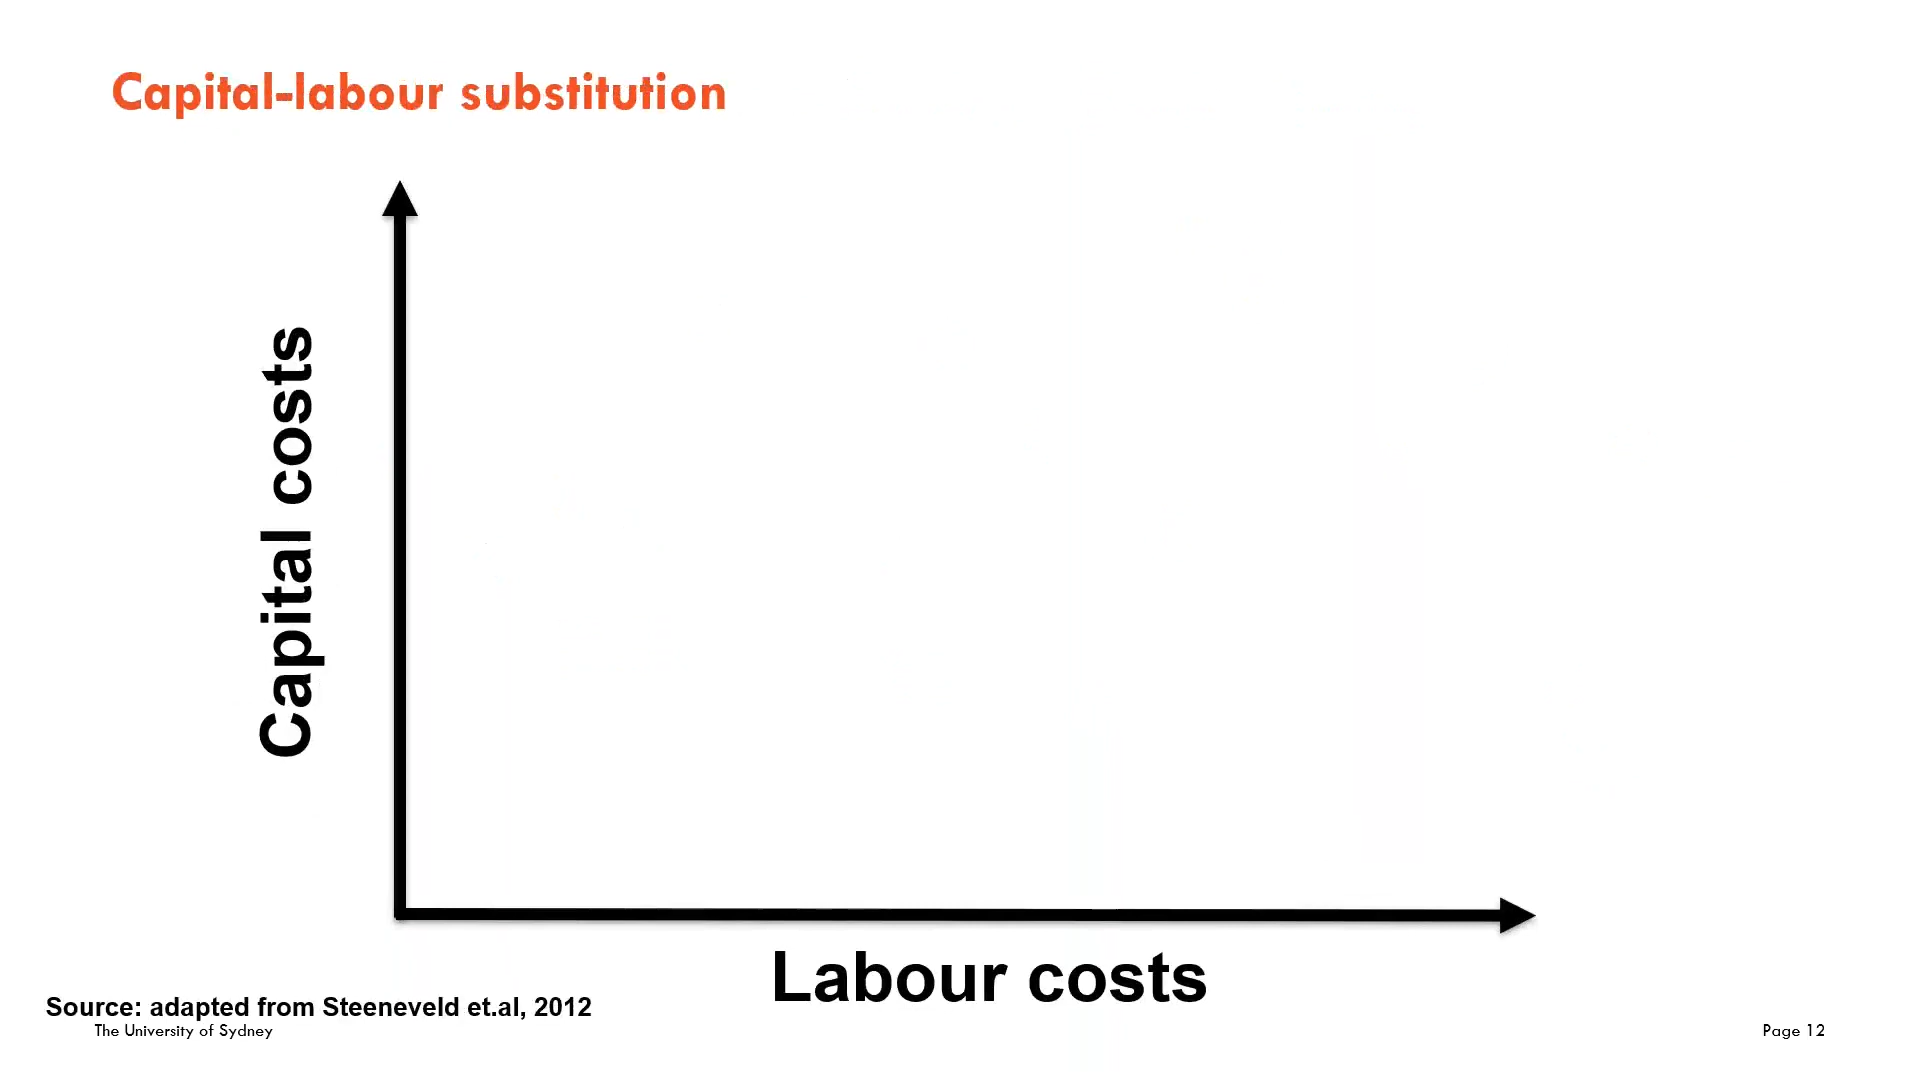 Capital-labour substitution
Capital costs
Labour costs
Source: adapted from Steeneveld et.al, 2012
The University of Sydney
Page 12